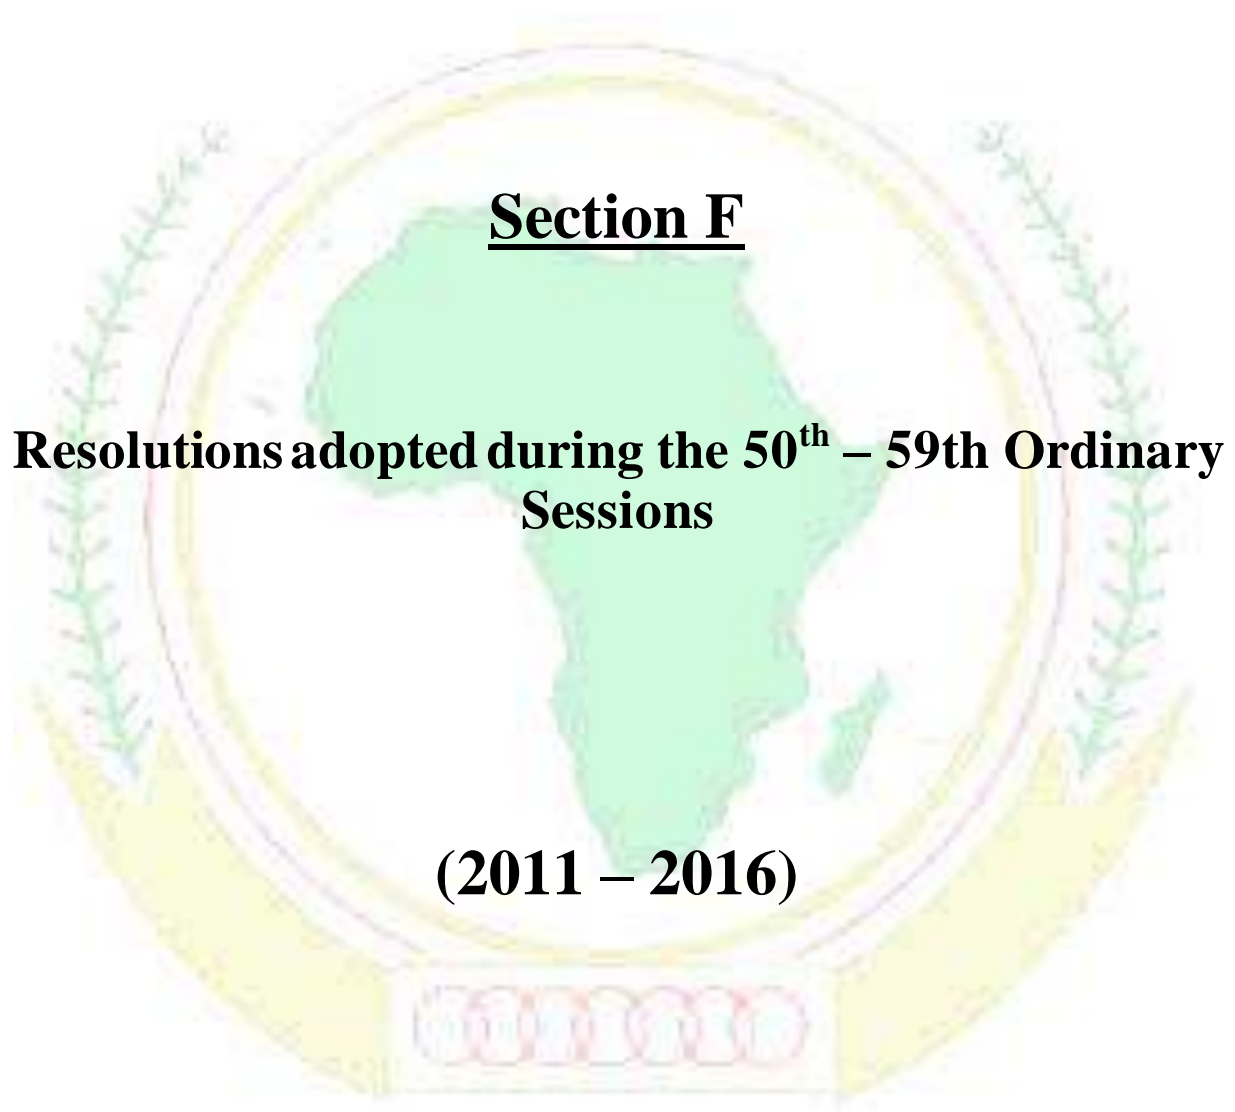 Section F
Resolutions adopted during the 50th – 59th Ordinary
Sessions
(2011 – 2016)